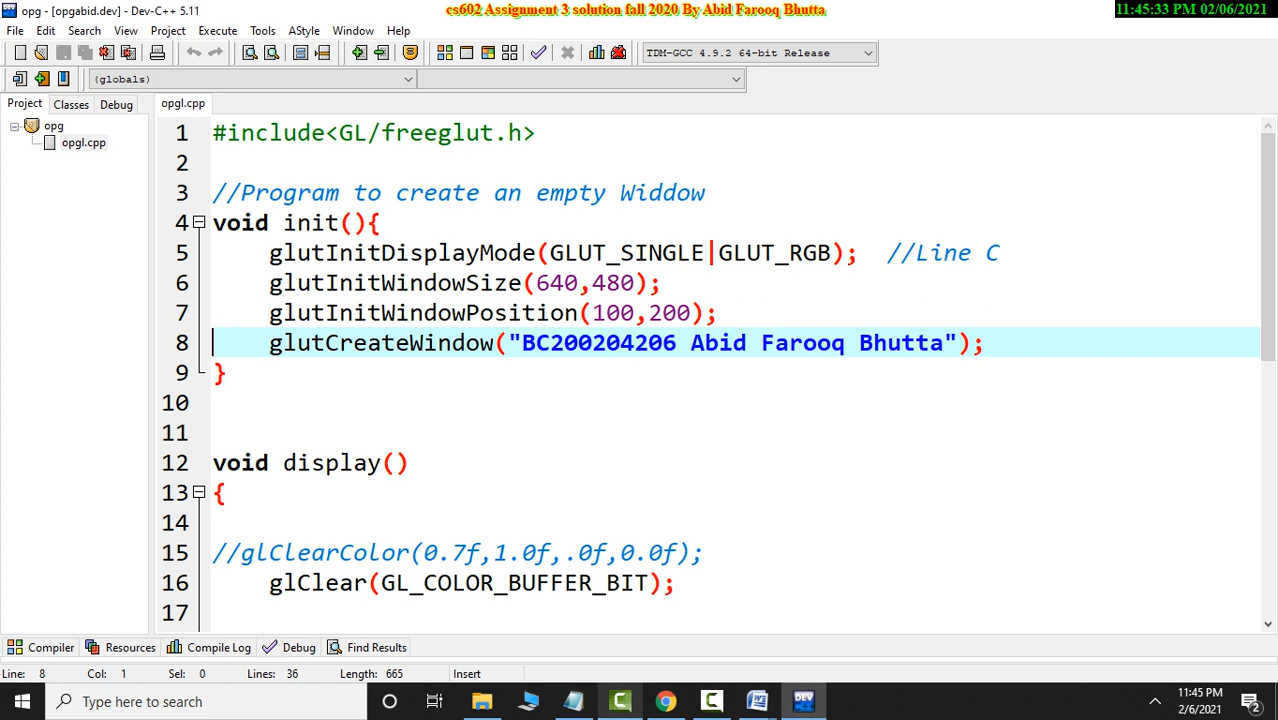 opg - [opgabid.dev] - Dev-C++ 5.11
cs602 Assignment 3 solution fall 2020 By Abid Farooq Bhutta
11:45:33 PM 02/06/2021
File Edit Search View Project Execute Tools AStyle Window Help
TDM-GCC 4.9.2 64-bit Release
(globals)
Project Classes Debug
opgl.cpp
opg
opgl.cpp
1 #include<GL/freeglut.h>
2
3 //Program to create an empty Widdow
4 void init(){
5 glutInitDisplayMode(GLUT_SINGLE|GLUT_RGB); //Line C
6 glutInitWindowSize(640,480);
7 glutInitWindowPosition(100,200);
8 glutCreateWindow("BC200204206 Abid Farooq Bhutta");
9 }
10
11
12 void display()
13 {
14
15 //glClearColor(0.7f,1.0f,.0f,0.0f);
16 glClear(GL_COLOR_BUFFER_BIT);
17
Compiler Resources Compile Log Debug Find Results
Line: 8 Col: 1 Sel: 0 Lines: 36 Length: 665 Insert
Type here to search
DEV
11:45 PM
2/6/2021
2